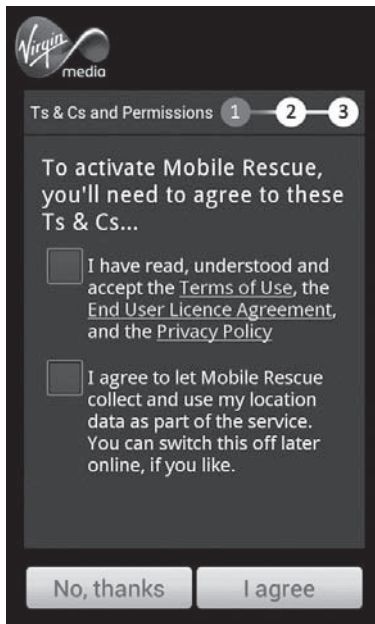 Virgin
media
Ts & Cs and Permissions 1 2 3
To activate Mobile Rescue,
you'll need to agree to these
Ts & Cs...
I have read, understood and
accept the Terms of Use, the
End User Licence Agreement,
and the Privacy Policy
I agree to let Mobile Rescue
collect and use my location
data as part of the service.
You can switch this off later
online, if you like.
No, thanks I agree